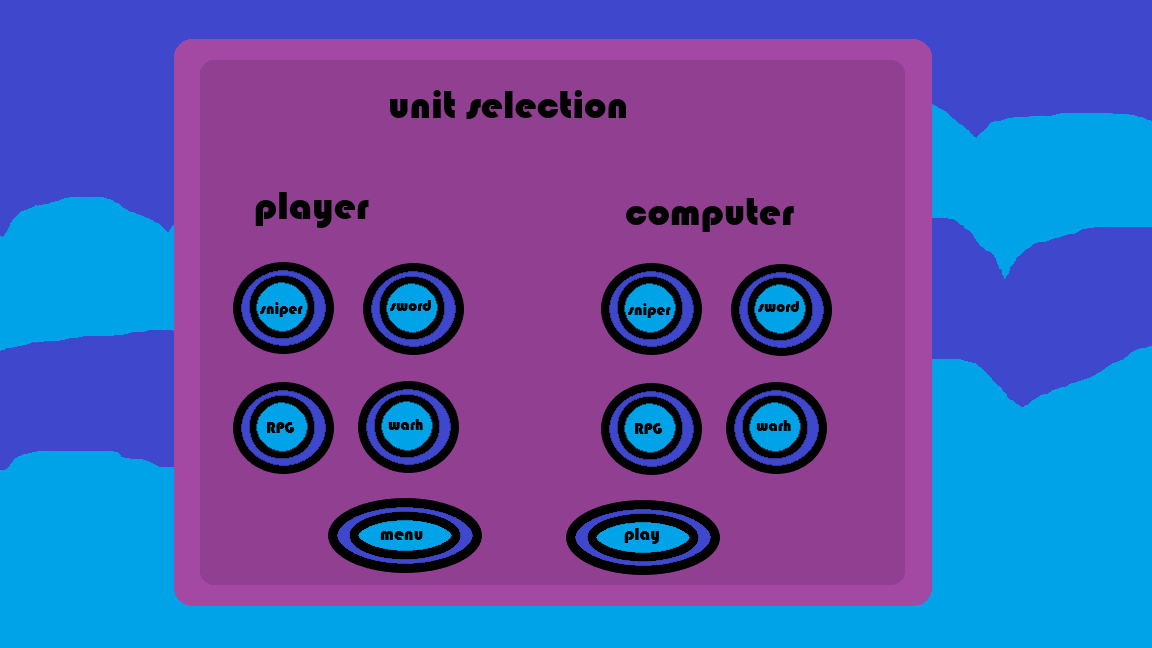 unit selection
player
computer
sniper sword sniper sword
RPG warh RPG warh
menu play